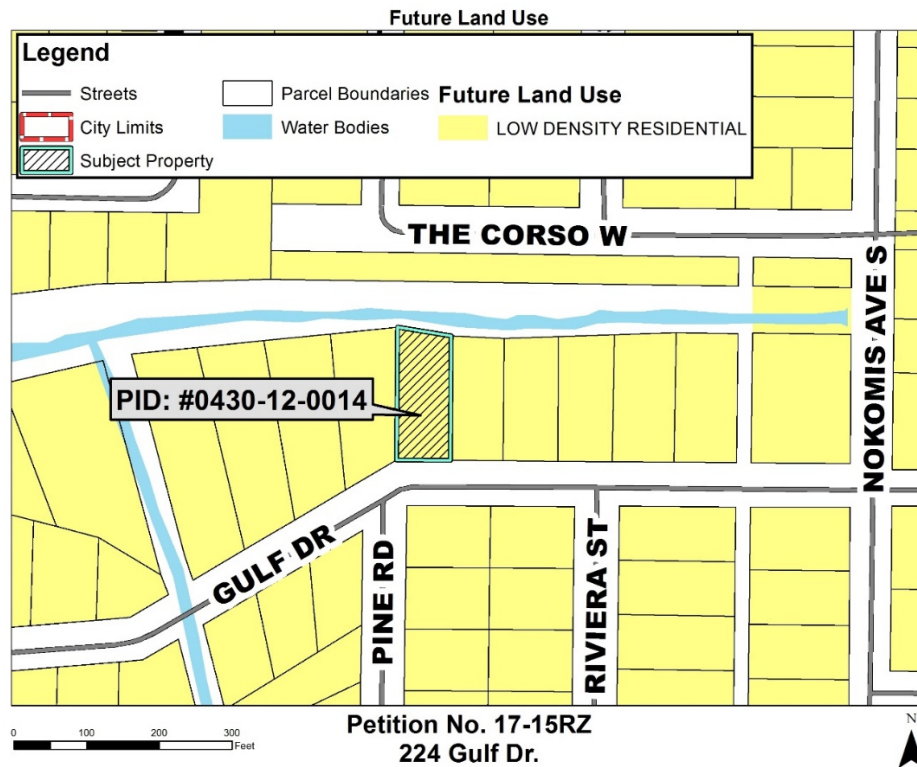 Future Land Use
Legend
Streets
Parcel Boundaries
Future Land Use
City Limits
Water Bodies
LOW DENSITY RESIDENTIAL
Subject Property
THE CORSO W
NOKOMIS AVE S
PID: #0430-12-0014
GULF DR
PINE RD
RIVIERA ST
0 100 200 300
Feet
Petition No. 17-15RZ
224 Gulf Dr.
N